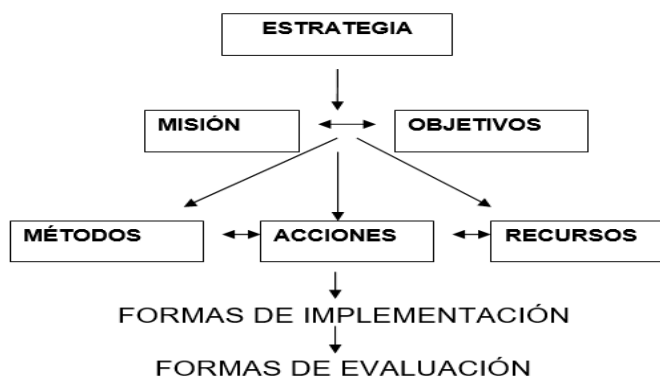 ESTRATEGIA
MISIÓN OBJETIVOS
MÉTODOS ACCIONES RECURSOS
FORMAS DE IMPLEMENTACIÓN
FORMAS DE EVALUACIÓN